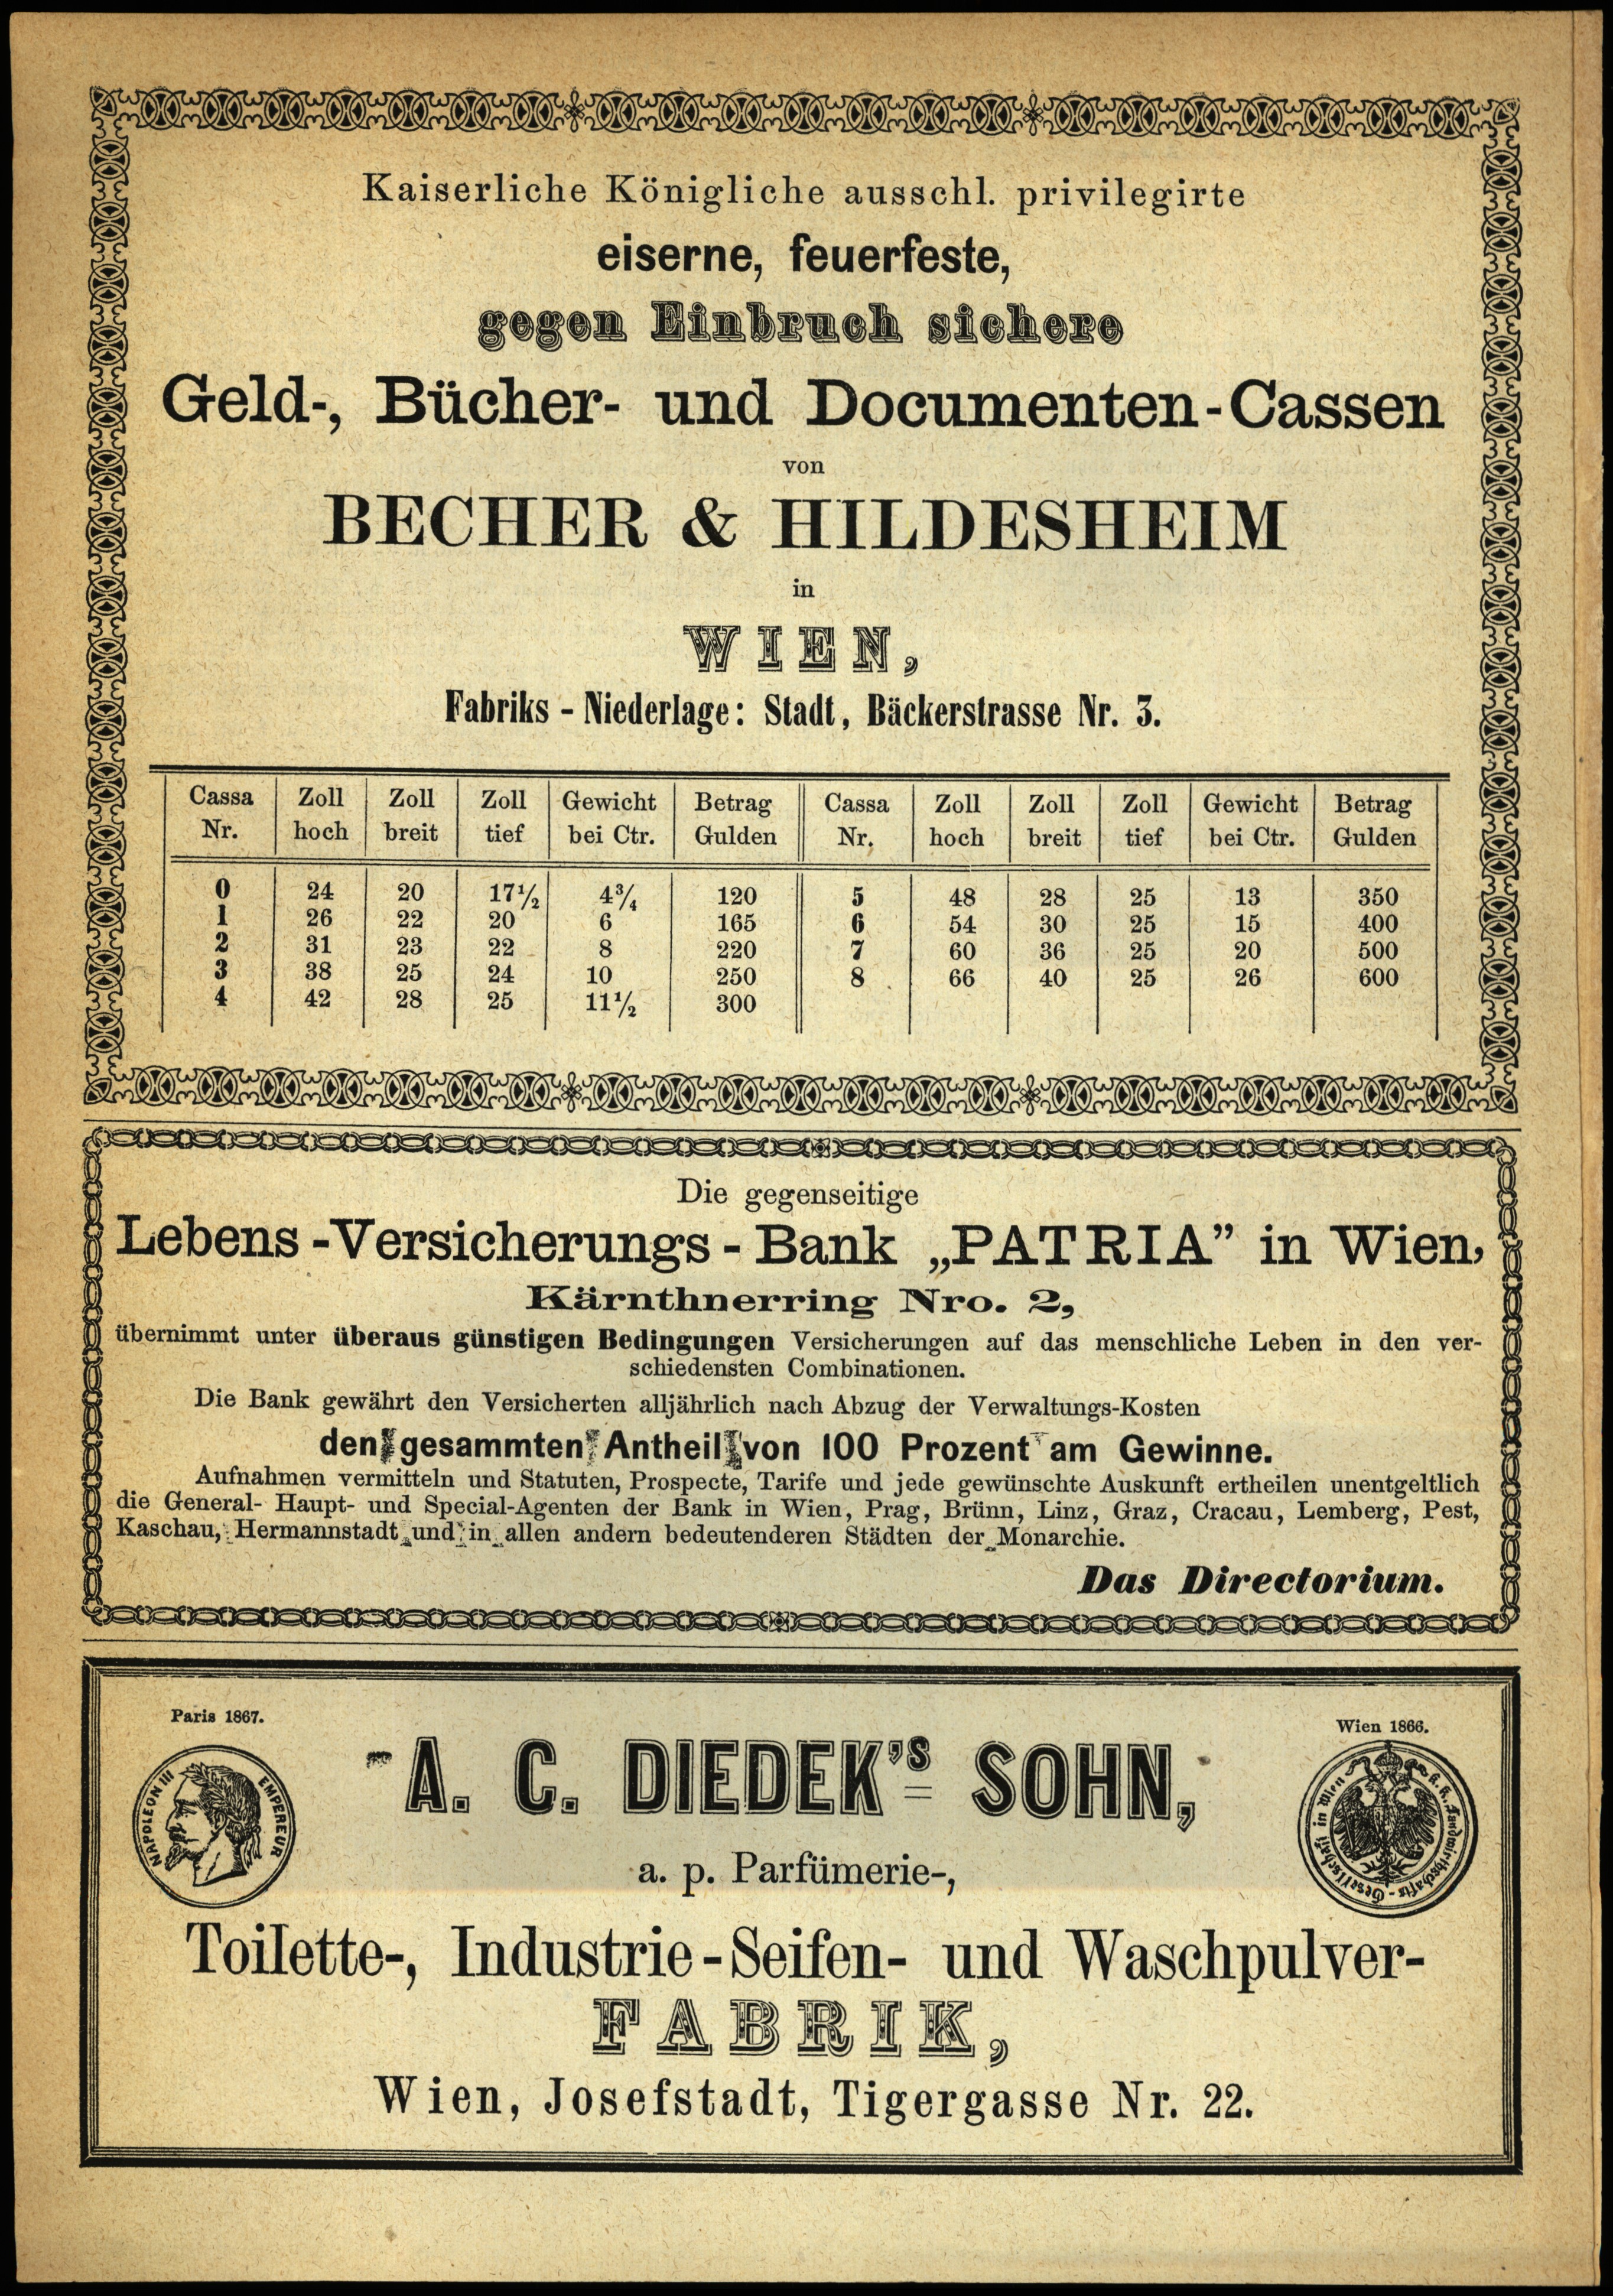 Kaiserliche Königliche ausschl. privilegirte
eiserne, feuerfeste,
gegen Einbruch sichere
Geld-, Bücher- und Documenten-Cassen
von
BECHER & HILDESHEIM
in
WIEN,
Fabriks - Niederlage: Stadt, Bäckerstrasse Nr. 3.
Cassa Nr. Zoll hoch Zoll breit Zoll tief Gewicht bei Ctr. Betrag Gulden Cassa Nr. Zoll hoch Zoll breit Zoll tief Gewicht bei Ctr. Betrag Gulden
0 24 20 17½ 4¾ 120 5 48 28 25 13 350
1 26 22 20 6 165 6 54 30 25 15 400
2 31 23 22 8 220 7 60 36 25 20 500
3 38 25 24 10 250 8 66 40 25 26 600
4 42 28 25 11½ 300
Die gegenseitige
Lebens-Versicherungs-Bank „PATRIA” in Wien,
Kärnthnerring Nro. 2,
übernimmt unter überaus günstigen Bedingungen Versicherungen auf das menschliche Leben in den ver-
schiedensten Combinationen.
Die Bank gewährt den Versicherten alljährlich nach Abzug der Verwaltungs-Kosten
den gesammten Antheil von 100 Prozent am Gewinne.
Aufnahmen vermitteln und Statuten, Prospecte, Tarife und jede gewünschte Auskunft ertheilen unentgeltlich
die General- Haupt- und Special-Agenten der Bank in Wien, Prag, Brünn, Linz, Graz, Cracau, Lemberg, Pest,
Kaschau, Hermannstadt und in allen andern bedeutenderen Städten der Monarchie.
Das Directorium.
Paris 1867.
NAPOLEON III EMPEREUR
Wien 1866.
K. K. Landwirthschafts-Gesellschaft in Wien
A. C. DIEDEK's SOHN,
a. p. Parfümerie-,
Toilette-, Industrie-Seifen- und Waschpulver-
FABRIK,
Wien, Josefstadt, Tigergasse Nr. 22.